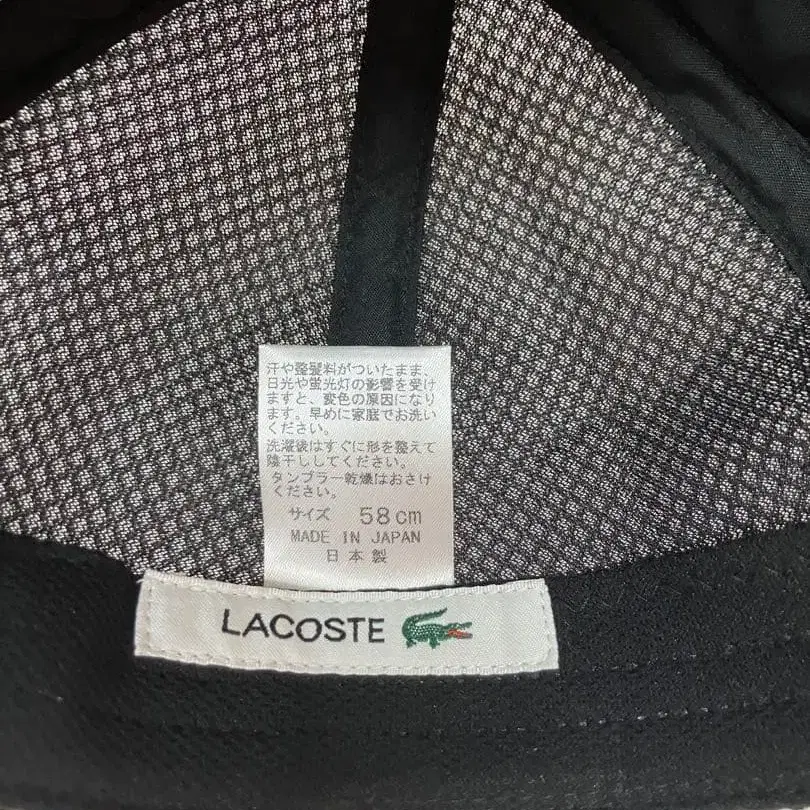 汗や整髪料がついたまま、
日光や蛍光灯の影響を受け
ますと、変色の原因になり
ます。早めに家庭でお洗い
ください。
洗濯後はすぐに形を整えて
陰干ししてください。
タンブラー乾燥はおさけ
ください。
サイズ 58cm
MADE IN JAPAN
日本製
LACOSTE